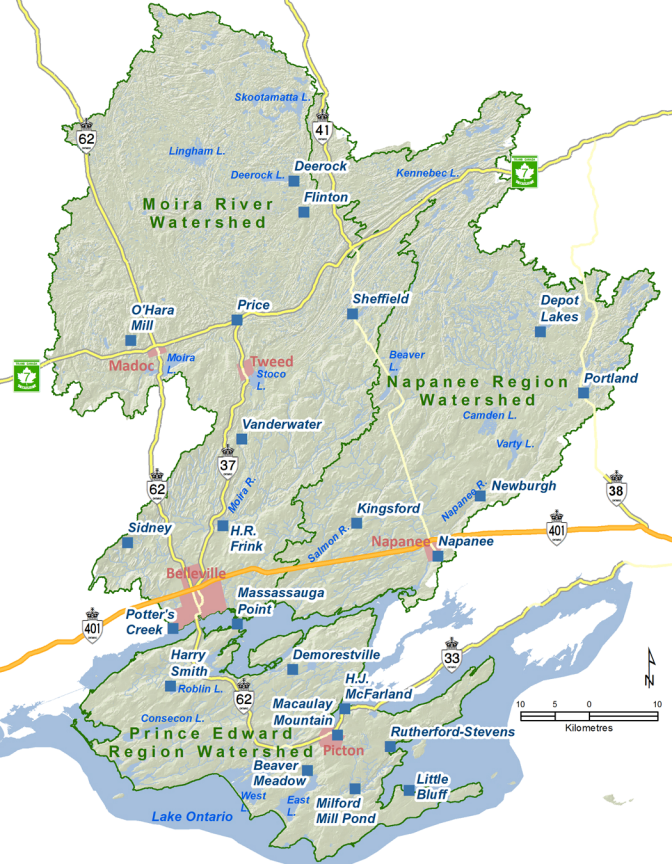 Skootamatta L.
41
62
Lingham L.
Deerock
Deerock L.
Kennebec L.
7
Flinton
Moira River
Watershed
O'Hara
Mill
Price
Sheffield
Depot
Lakes
Madoc
Moira
L.
Tweed
Stoco
L.
Beaver
L.
7
Napanee Region
Watershed
Portland
Camden L.
Vanderwater
Varty L.
37
62
Moira R.
Newburgh
Napanee R.
38
Kingsford
Sidney
H.R.
Frink
Salmon R.
Napanee
Napanee
401
Belleville
Massassauga
Point
Potter's
Creek
401
Harry
Smith
Demorestville
33
Roblin L.
62
H.J.
McFarland
Macaulay
Mountain
Consecon L.
Prince Edward
Region Watershed
Picton
Rutherford-Stevens
10 5 0 10
Kilometres
N
Beaver
Meadow
Little
Bluff
West
L.
East
L.
Milford
Mill Pond
Lake Ontario